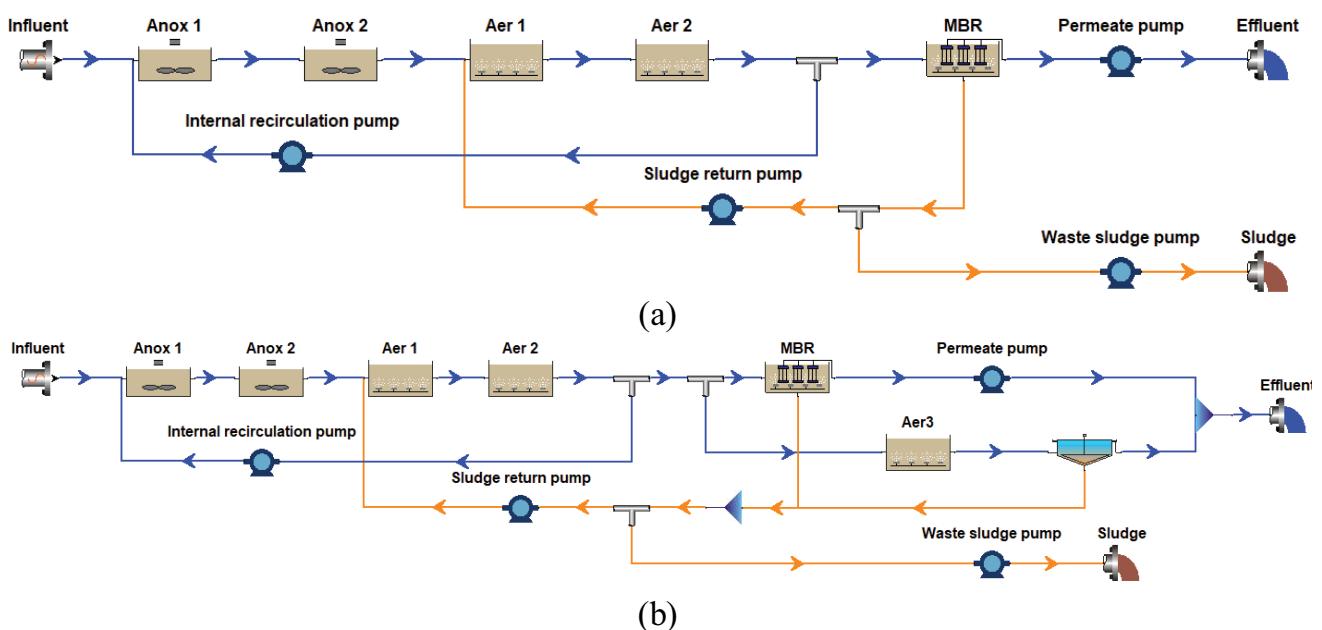 Influent
Anox 1
Anox 2
Aer 1
Aer 2
MBR
Permeate pump
Effluent
Internal recirculation pump
Sludge return pump
Waste sludge pump
Sludge
(a)
Influent
Anox 1
Anox 2
Aer 1
Aer 2
MBR
Permeate pump
Effluent
Aer3
Internal recirculation pump
Sludge return pump
Waste sludge pump
Sludge
(b)